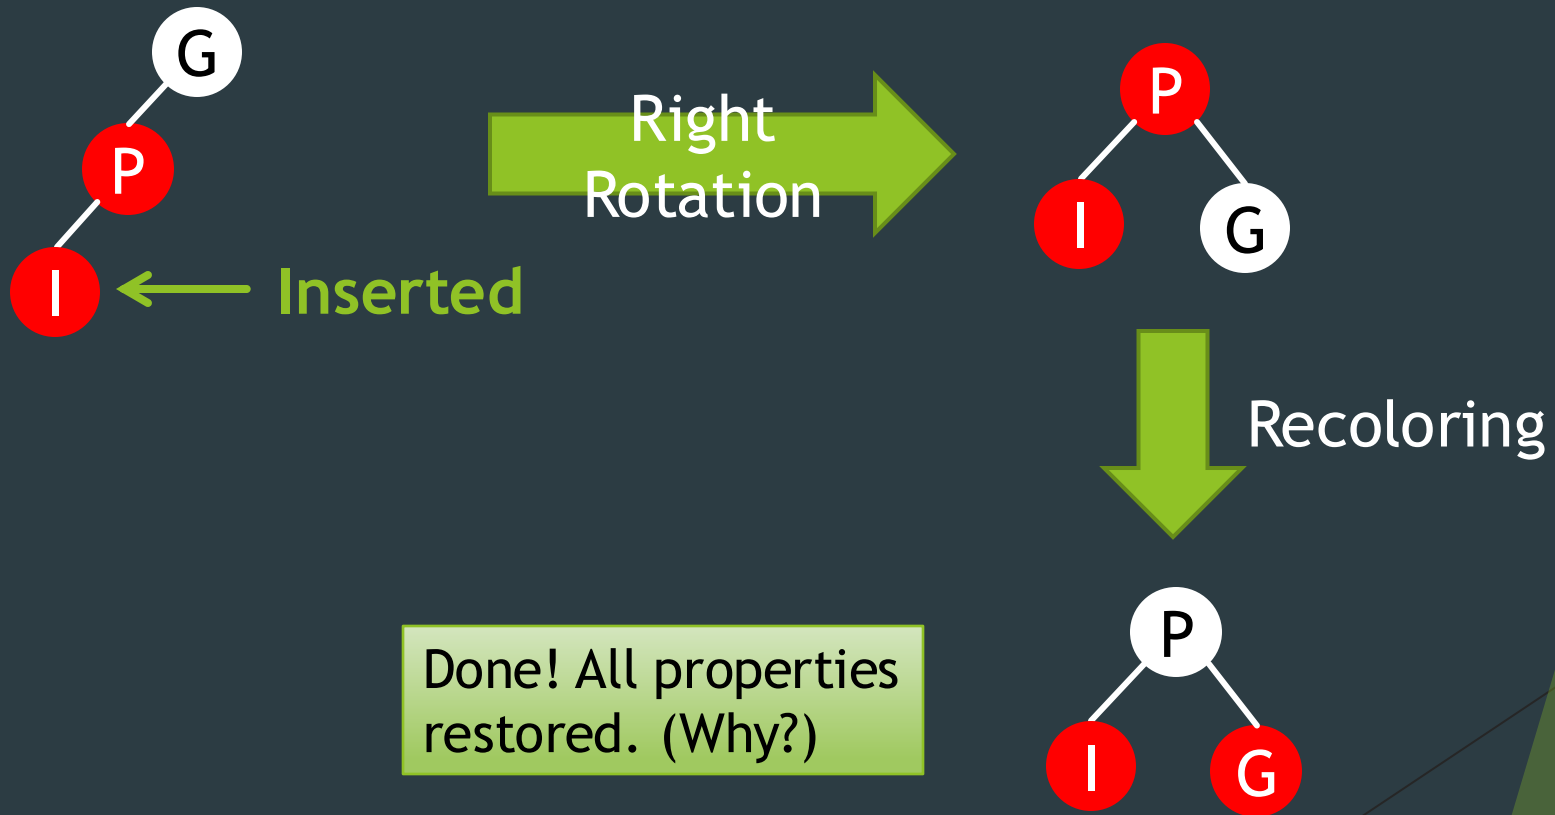 G
P
I
Inserted
Right
Rotation
P
I
G
Recoloring
Done! All properties
restored. (Why?)
P
I
G